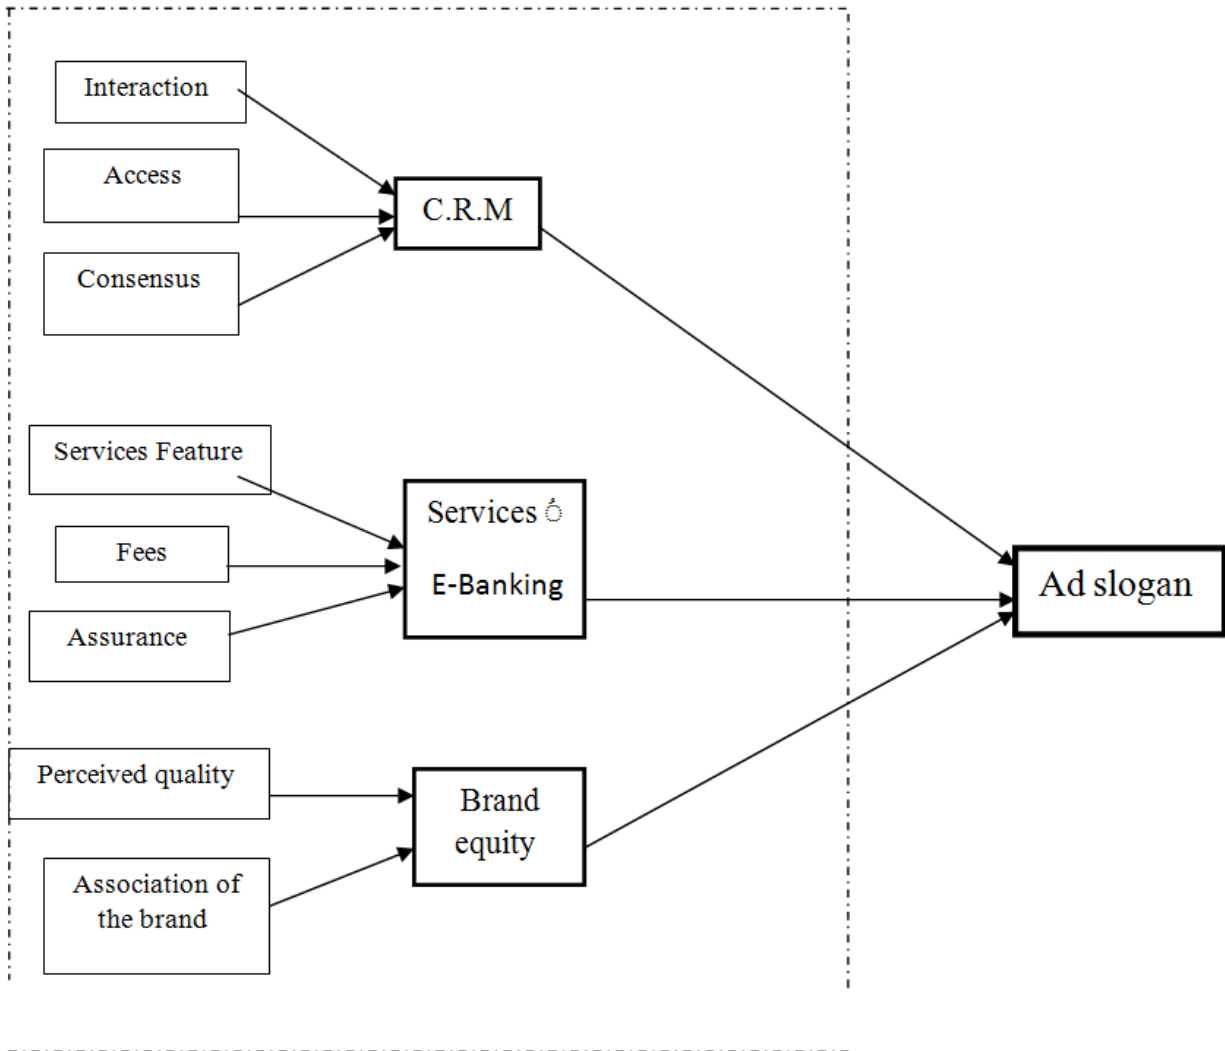 Interaction
Access
Consensus
C.R.M
Services Feature
Fees
Assurance
Services ُ
E-Banking
Ad slogan
Perceived quality
Association of
the brand
Brand
equity